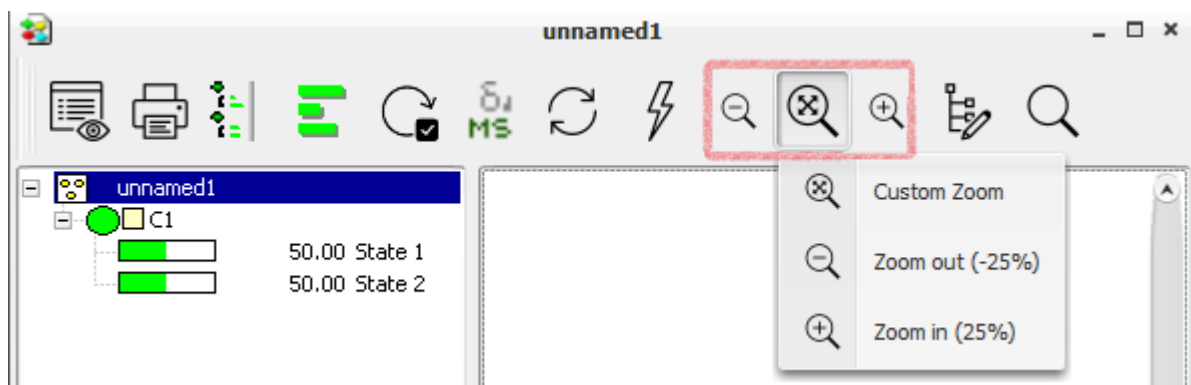 unnamed1
δ
MS
unnamed1
C1
50.00 State 1
50.00 State 2
Custom Zoom
Zoom out (-25%)
Zoom in (25%)